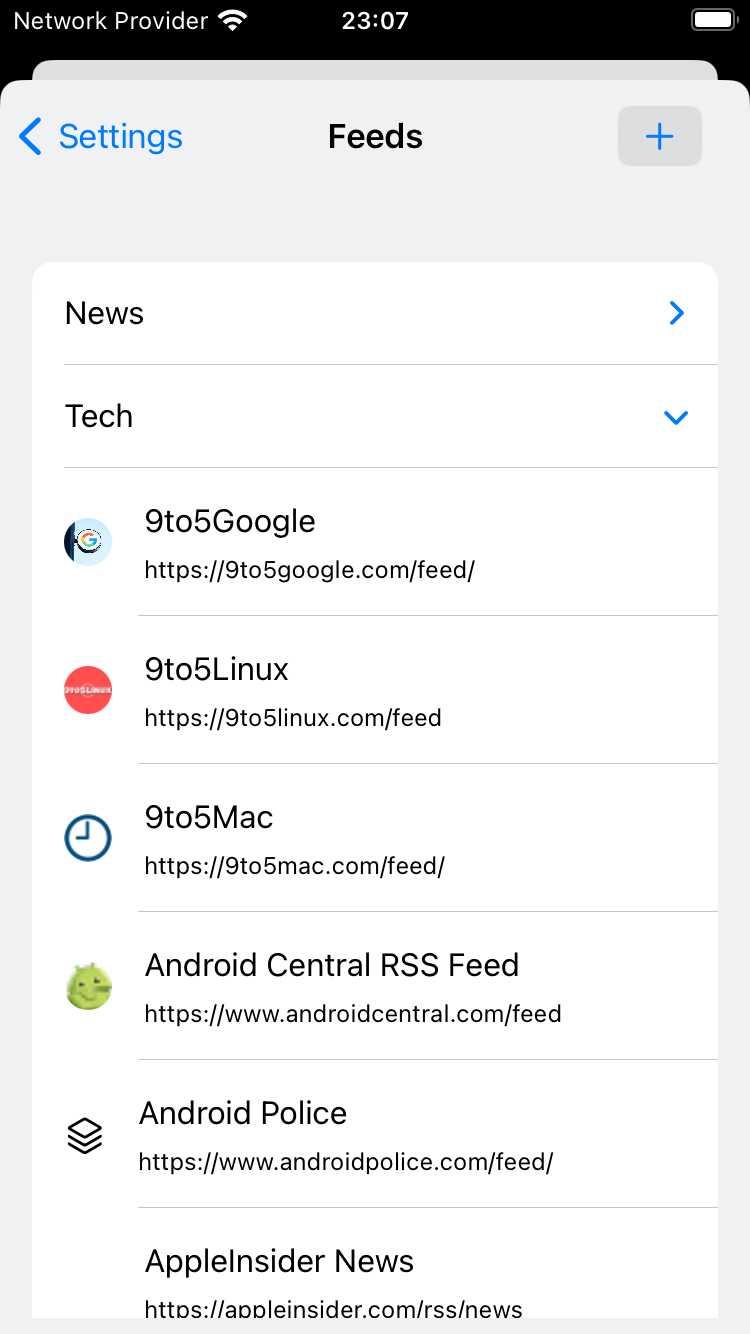 Network Provider 23:07
Settings Feeds
News
Tech
9to5Google
https://9to5google.com/feed/
9TO5LINUX
9to5Linux
https://9to5linux.com/feed
9to5Mac
https://9to5mac.com/feed/
Android Central RSS Feed
https://www.androidcentral.com/feed
Android Police
https://www.androidpolice.com/feed/
AppleInsider News
https://appleinsider.com/rss/news